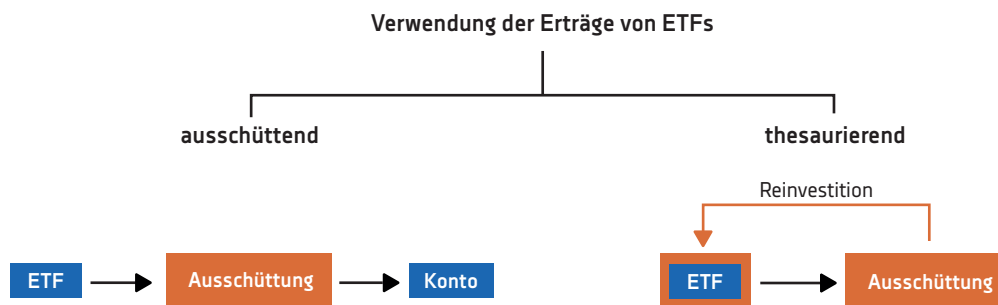 Verwendung der Erträge von ETFs
ausschüttend
thesaurierend
Reinvestition
ETF
Ausschüttung
Konto
ETF
Ausschüttung